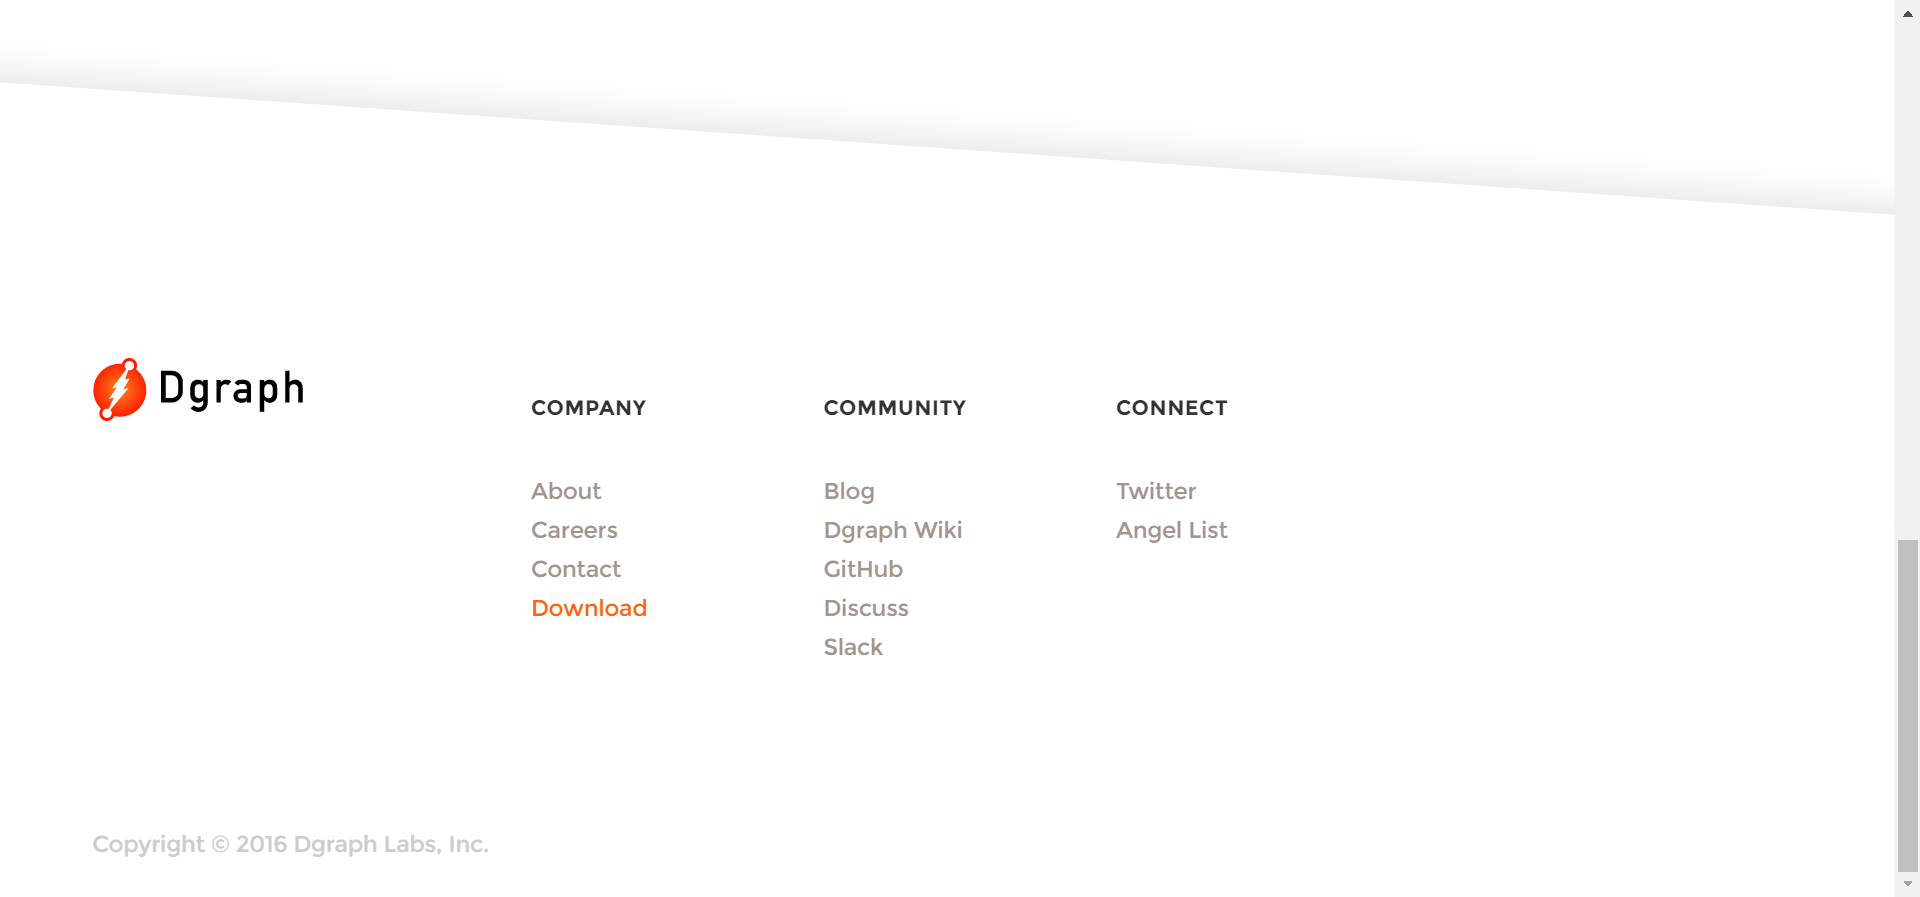 Dgraph
COMPANY
About
Careers
Contact
Download
COMMUNITY
Blog
Dgraph Wiki
GitHub
Discuss
Slack
CONNECT
Twitter
Angel List
Copyright © 2016 Dgraph Labs, Inc.